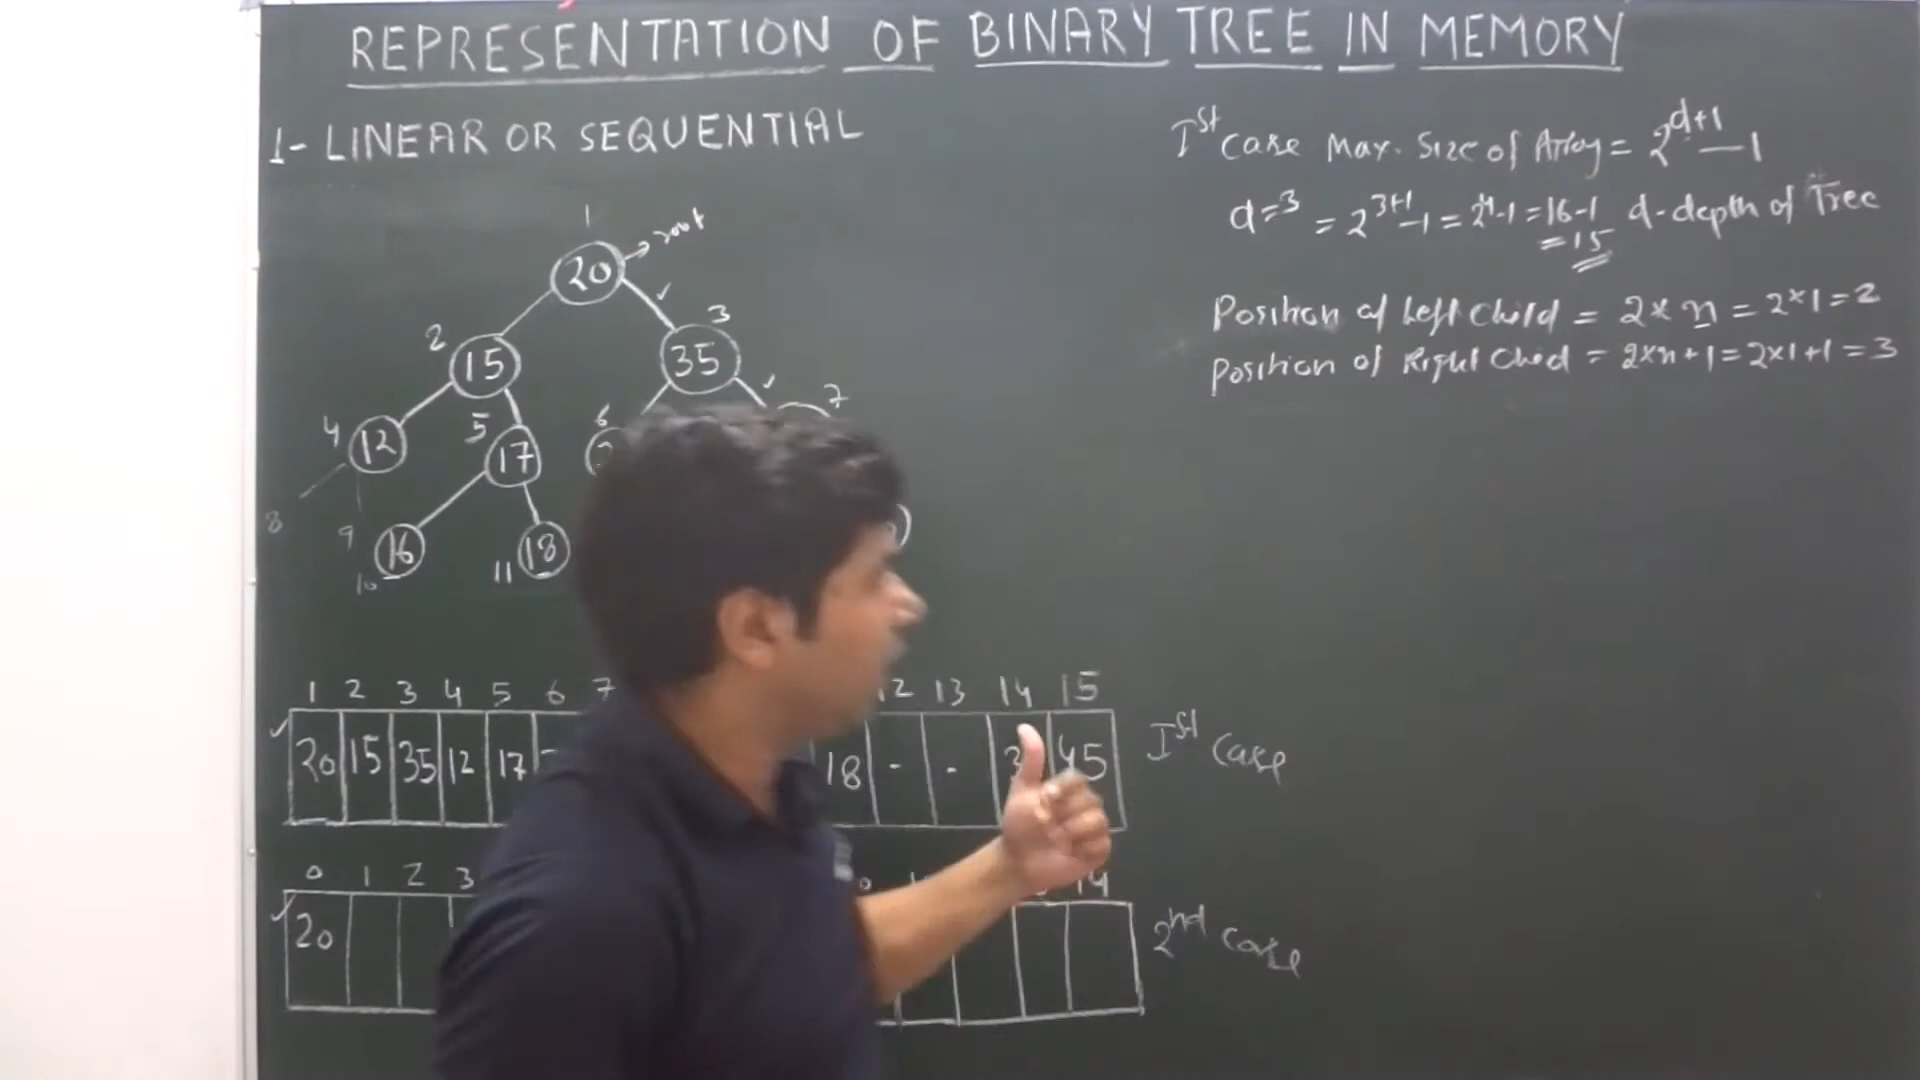 REPRESENTATION OF BINARY TREE IN MEMORY
1- LINEAR OR SEQUENTIAL
Ist case Max. Size of Array = 2^d+1 - 1
d=3 = 2^3+1 - 1 = 2^4 - 1 = 16-1 d-depth of Tree
= 15
Position of Left Child = 2 * n = 2 × 1 = 2
Position of Right Child = 2×n+1 = 2×1+1 = 3
1
20 → root
2 15
3 35
4 12
5 17
6
7
8
9
10 16
11 18
1 2 3 4 5 6 7 12 13 14 15
20 15 35 12 17 - 18 - - 45
Ist case
0 1 2 3 14
20
2nd case